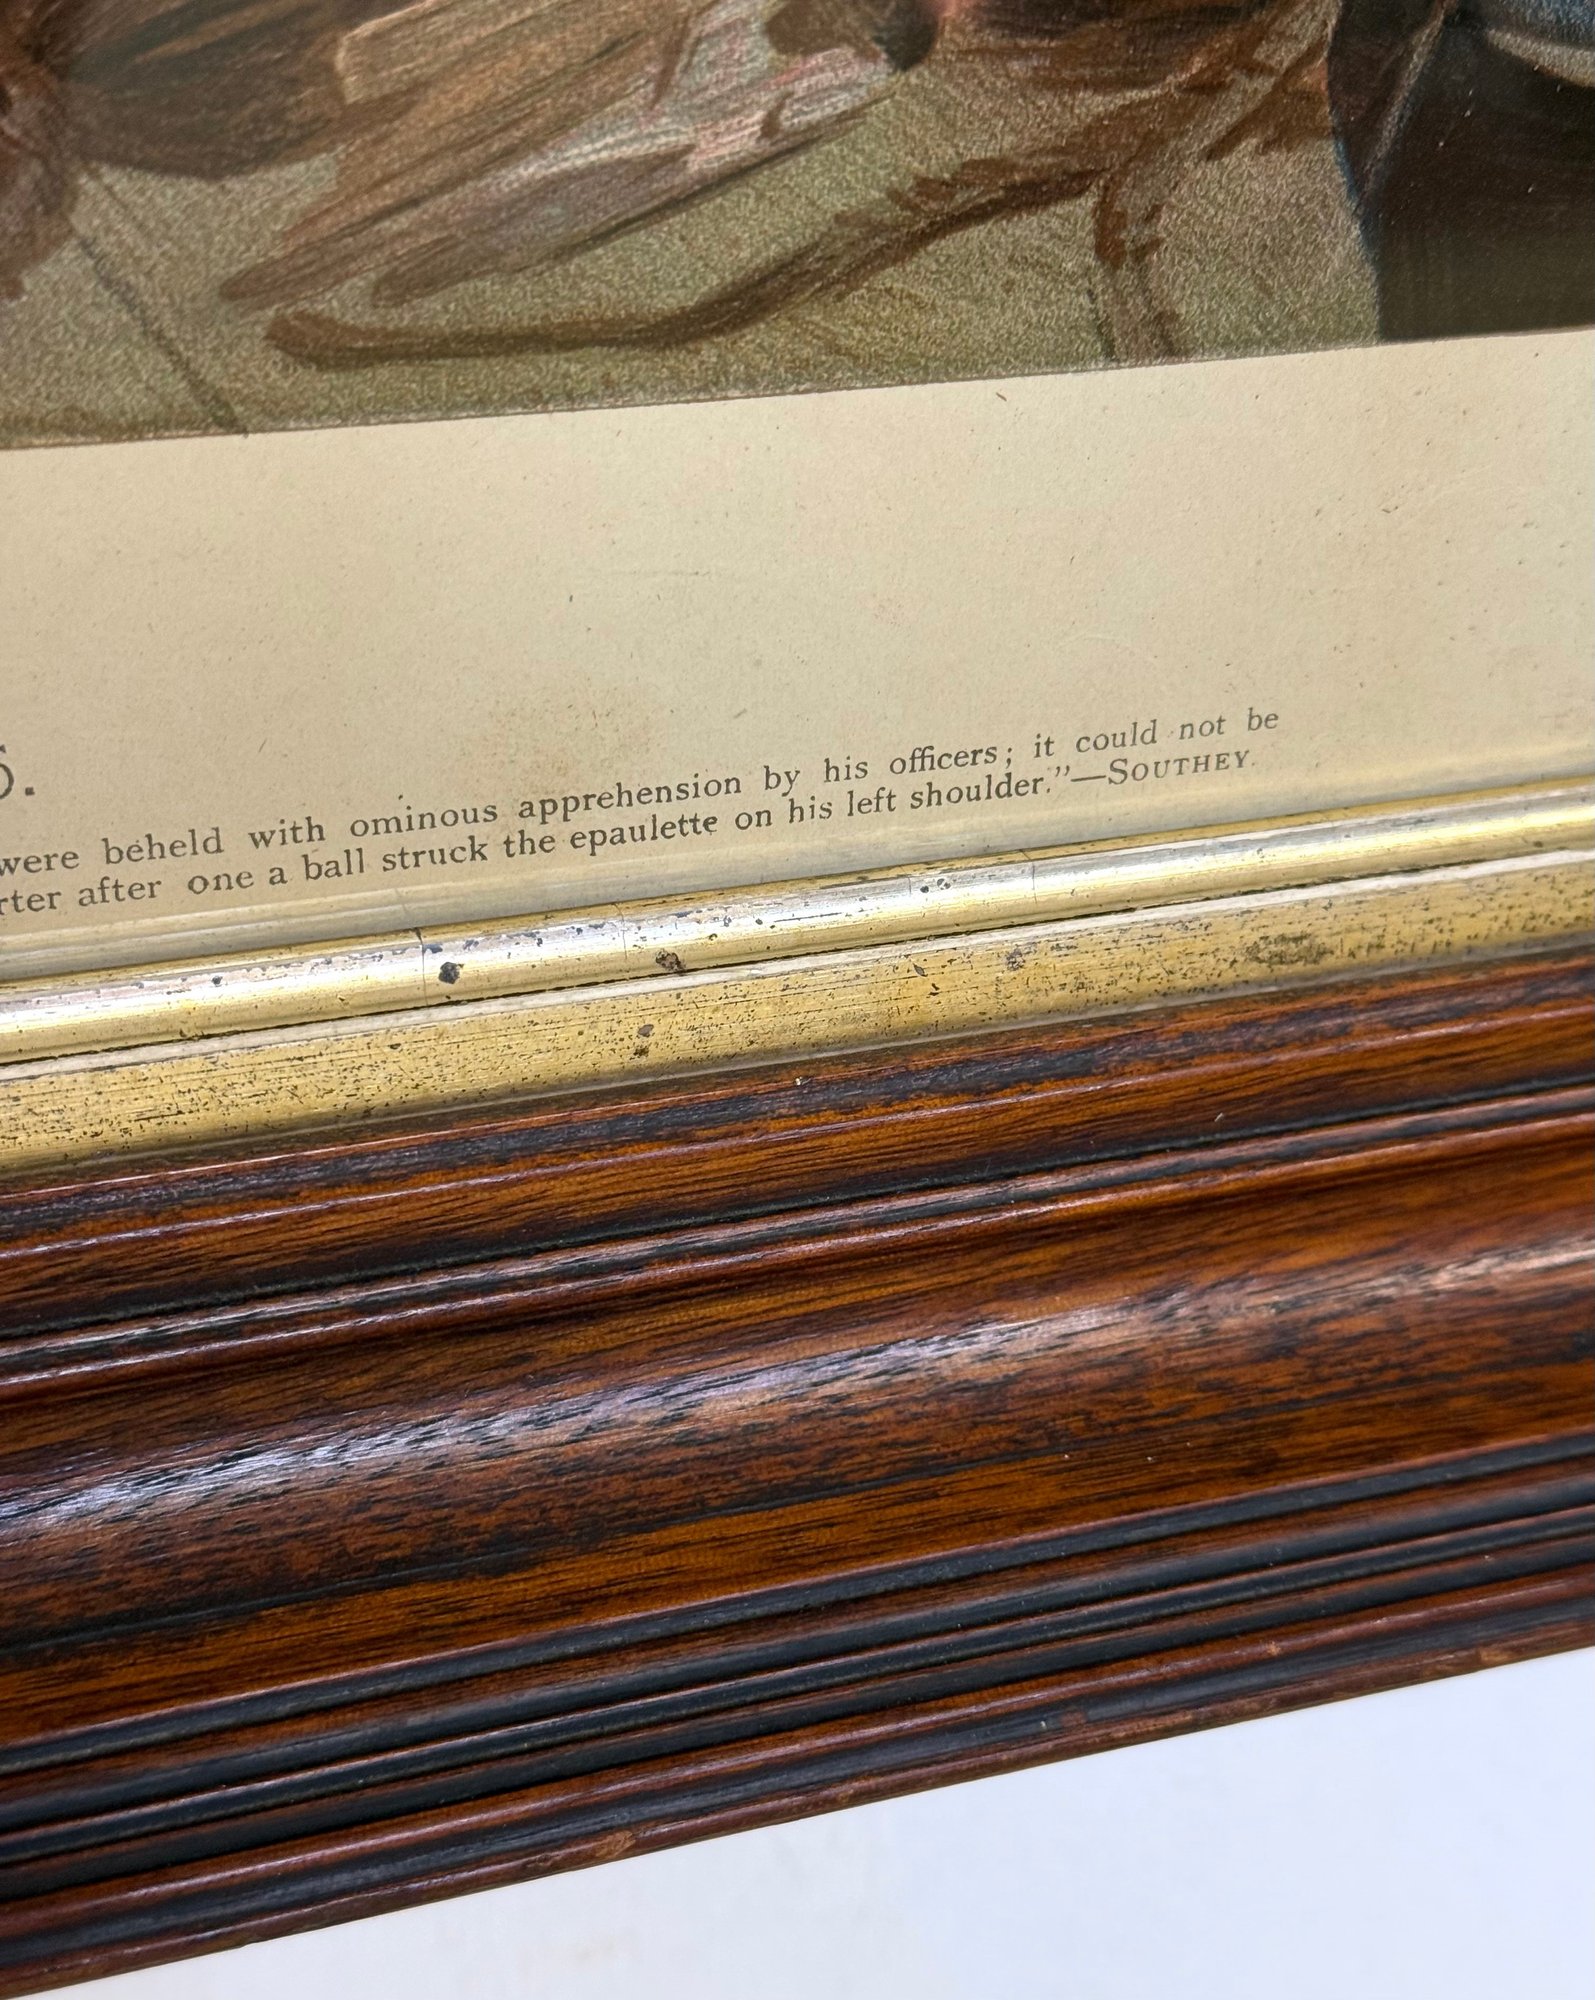 5.
were beheld with ominous apprehension by his officers; it could not be
rter after one a ball struck the epaulette on his left shoulder."—SOUTHEY.